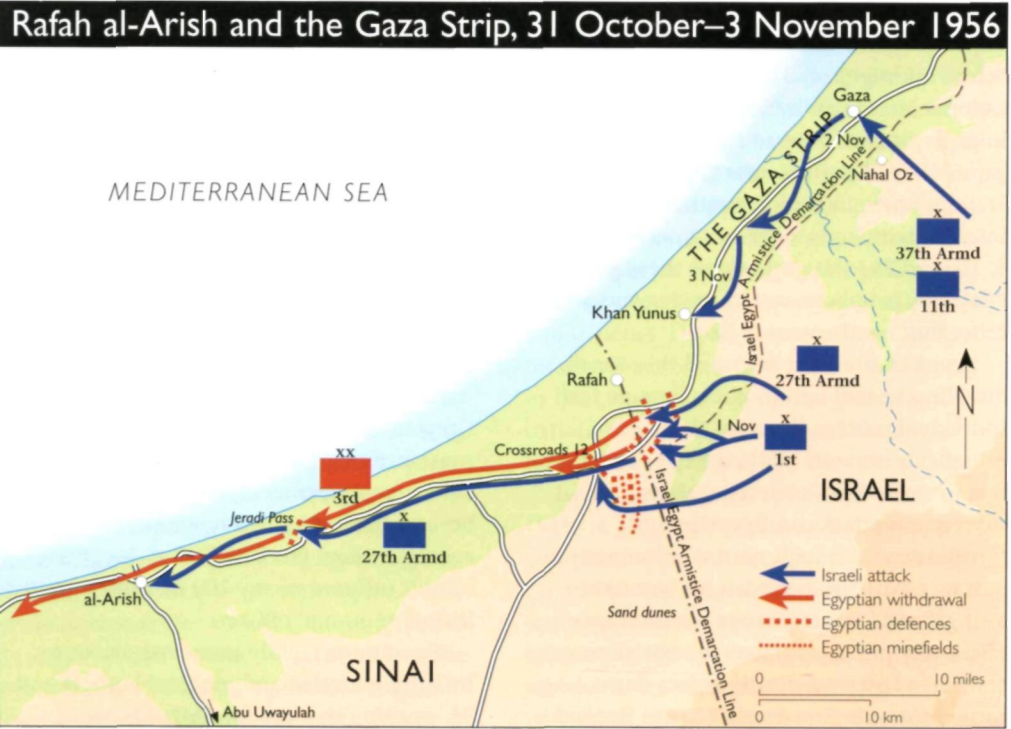 Rafah al-Arish and the Gaza Strip, 31 October–3 November 1956
Gaza
2 Nov
THE GAZA STRIP
Nahal Oz
MEDITERRANEAN SEA
Israel Egypt Armistice Demarcation Line
X
37th Armd
X
11th
3 Nov
Khan Yunus
X
27th Armd
Rafah
N
1 Nov
X
1st
Crossroads 12
XX
3rd
ISRAEL
Jeradi Pass
X
27th Armd
Israel Egypt Armistice Demarcation Line
al-Arish
Sand dunes
Israeli attack
Egyptian withdrawal
Egyptian defences
Egyptian minefields
SINAI
0 10 miles
0 10 km
Abu Uwayulah